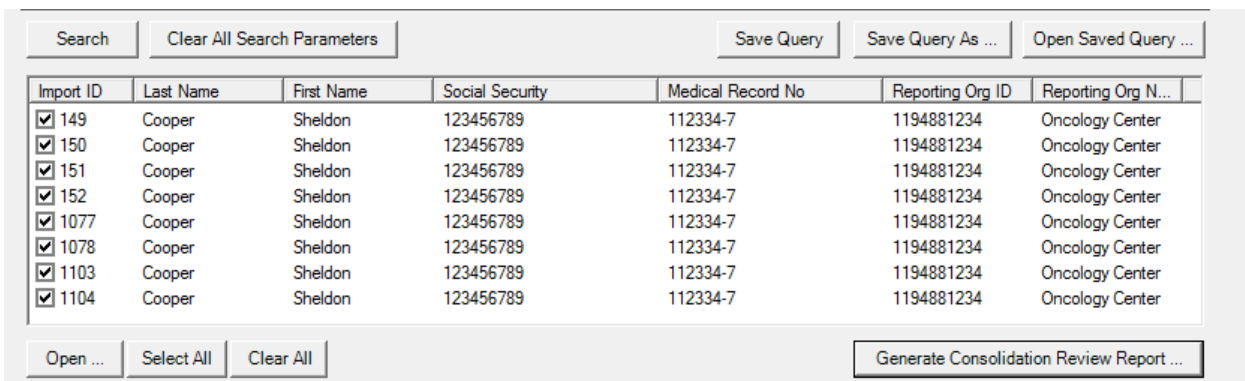 Search Clear All Search Parameters Save Query Save Query As ... Open Saved Query ...
Import ID Last Name First Name Social Security Medical Record No Reporting Org ID Reporting Org N...
149 Cooper Sheldon 123456789 112334-7 1194881234 Oncology Center
150 Cooper Sheldon 123456789 112334-7 1194881234 Oncology Center
151 Cooper Sheldon 123456789 112334-7 1194881234 Oncology Center
152 Cooper Sheldon 123456789 112334-7 1194881234 Oncology Center
1077 Cooper Sheldon 123456789 112334-7 1194881234 Oncology Center
1078 Cooper Sheldon 123456789 112334-7 1194881234 Oncology Center
1103 Cooper Sheldon 123456789 112334-7 1194881234 Oncology Center
1104 Cooper Sheldon 123456789 112334-7 1194881234 Oncology Center
Open ... Select All Clear All Generate Consolidation Review Report ...